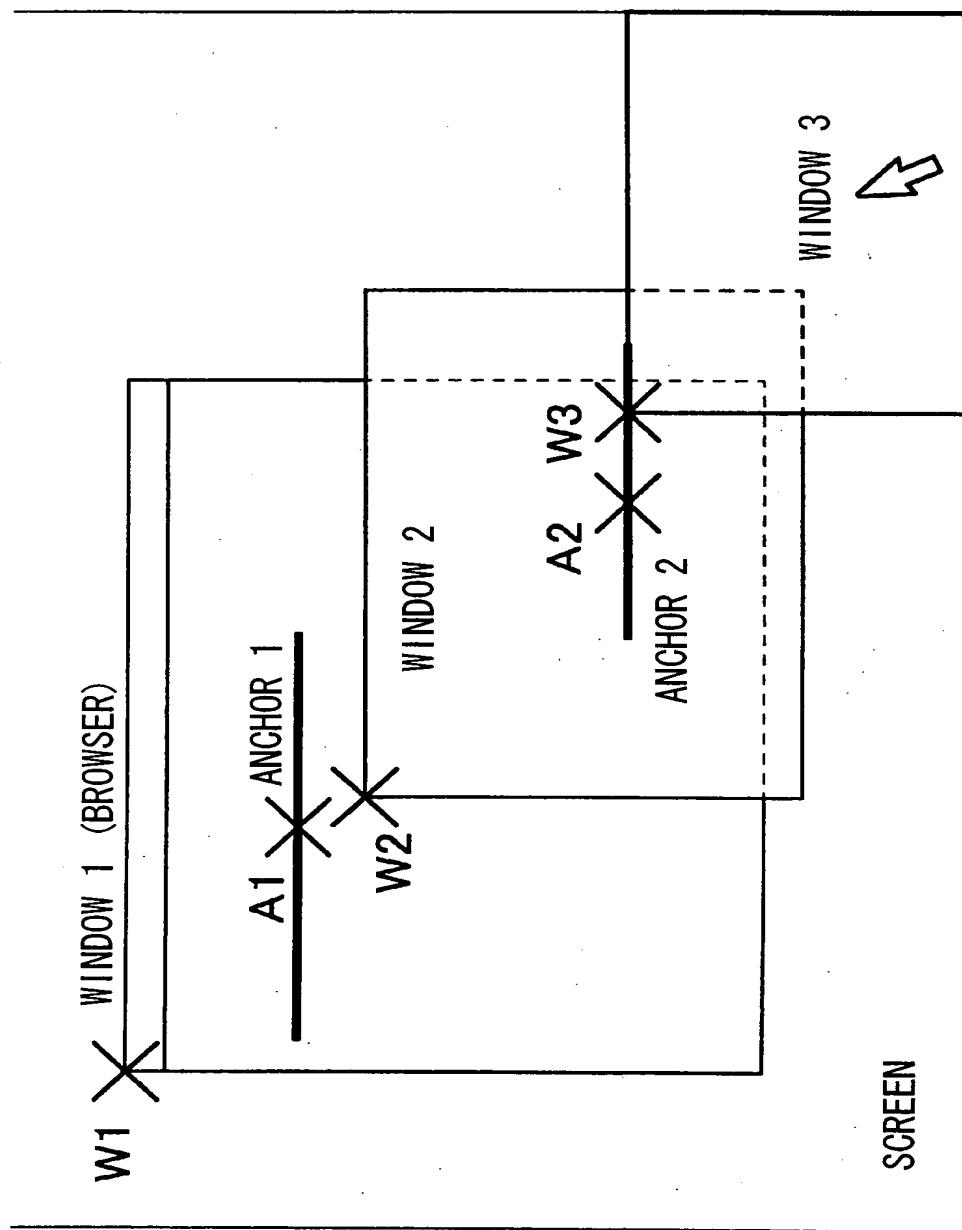 W1 WINDOW 1 (BROWSER)
A1 ANCHOR 1
W2
WINDOW 2
A2 W3
ANCHOR 2
WINDOW 3
SCREEN